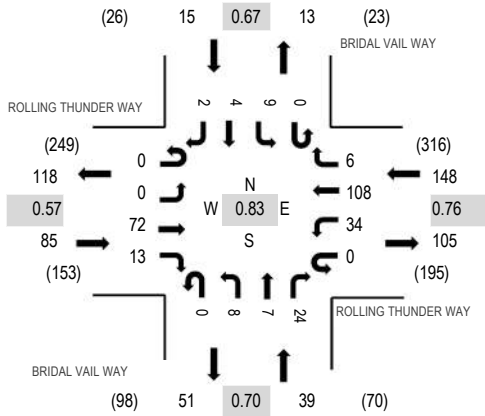 (26) 15 0.67 13 (23)
BRIDAL VAIL WAY
ROLLING THUNDER WAY
2 4 9 0
(249) (316)
118 0 6 148
0 N 108
0.57 W 0.83 E 0.76
72 S 34
85 13 0 105
(153) (195)
0 8 7 24
ROLLING THUNDER WAY
BRIDAL VAIL WAY
(98) 51 0.70 39 (70)